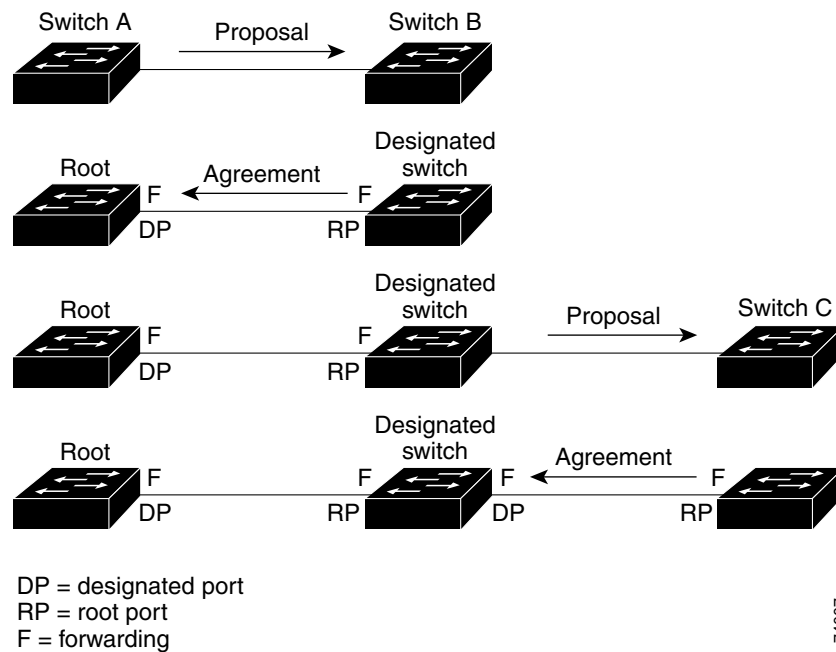 Switch A
Proposal
Switch B
Root
F
Agreement
F
Designated
switch
DP
RP
Root
F
F
Designated
switch
Proposal
Switch C
DP
RP
Root
F
F
Designated
switch
F
Agreement
F
DP
RP
DP
RP
DP = designated port
RP = root port
F = forwarding